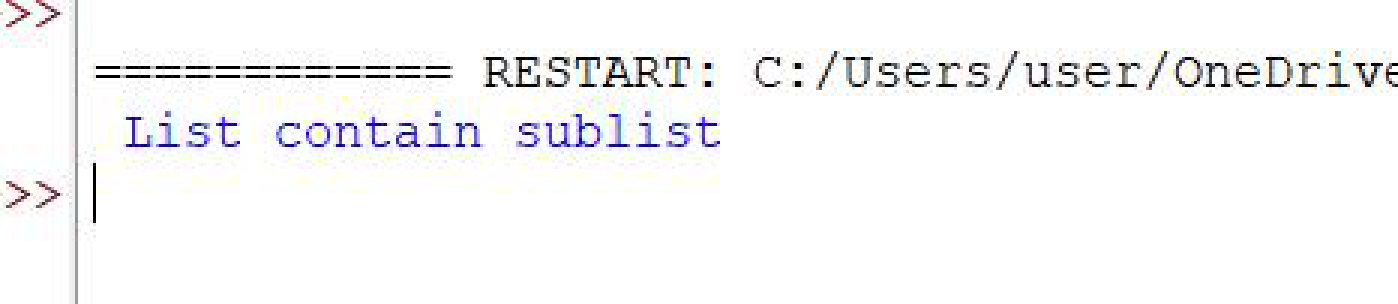 >>
============ RESTART: C:/Users/user/OneDrive
List contain sublist
>>